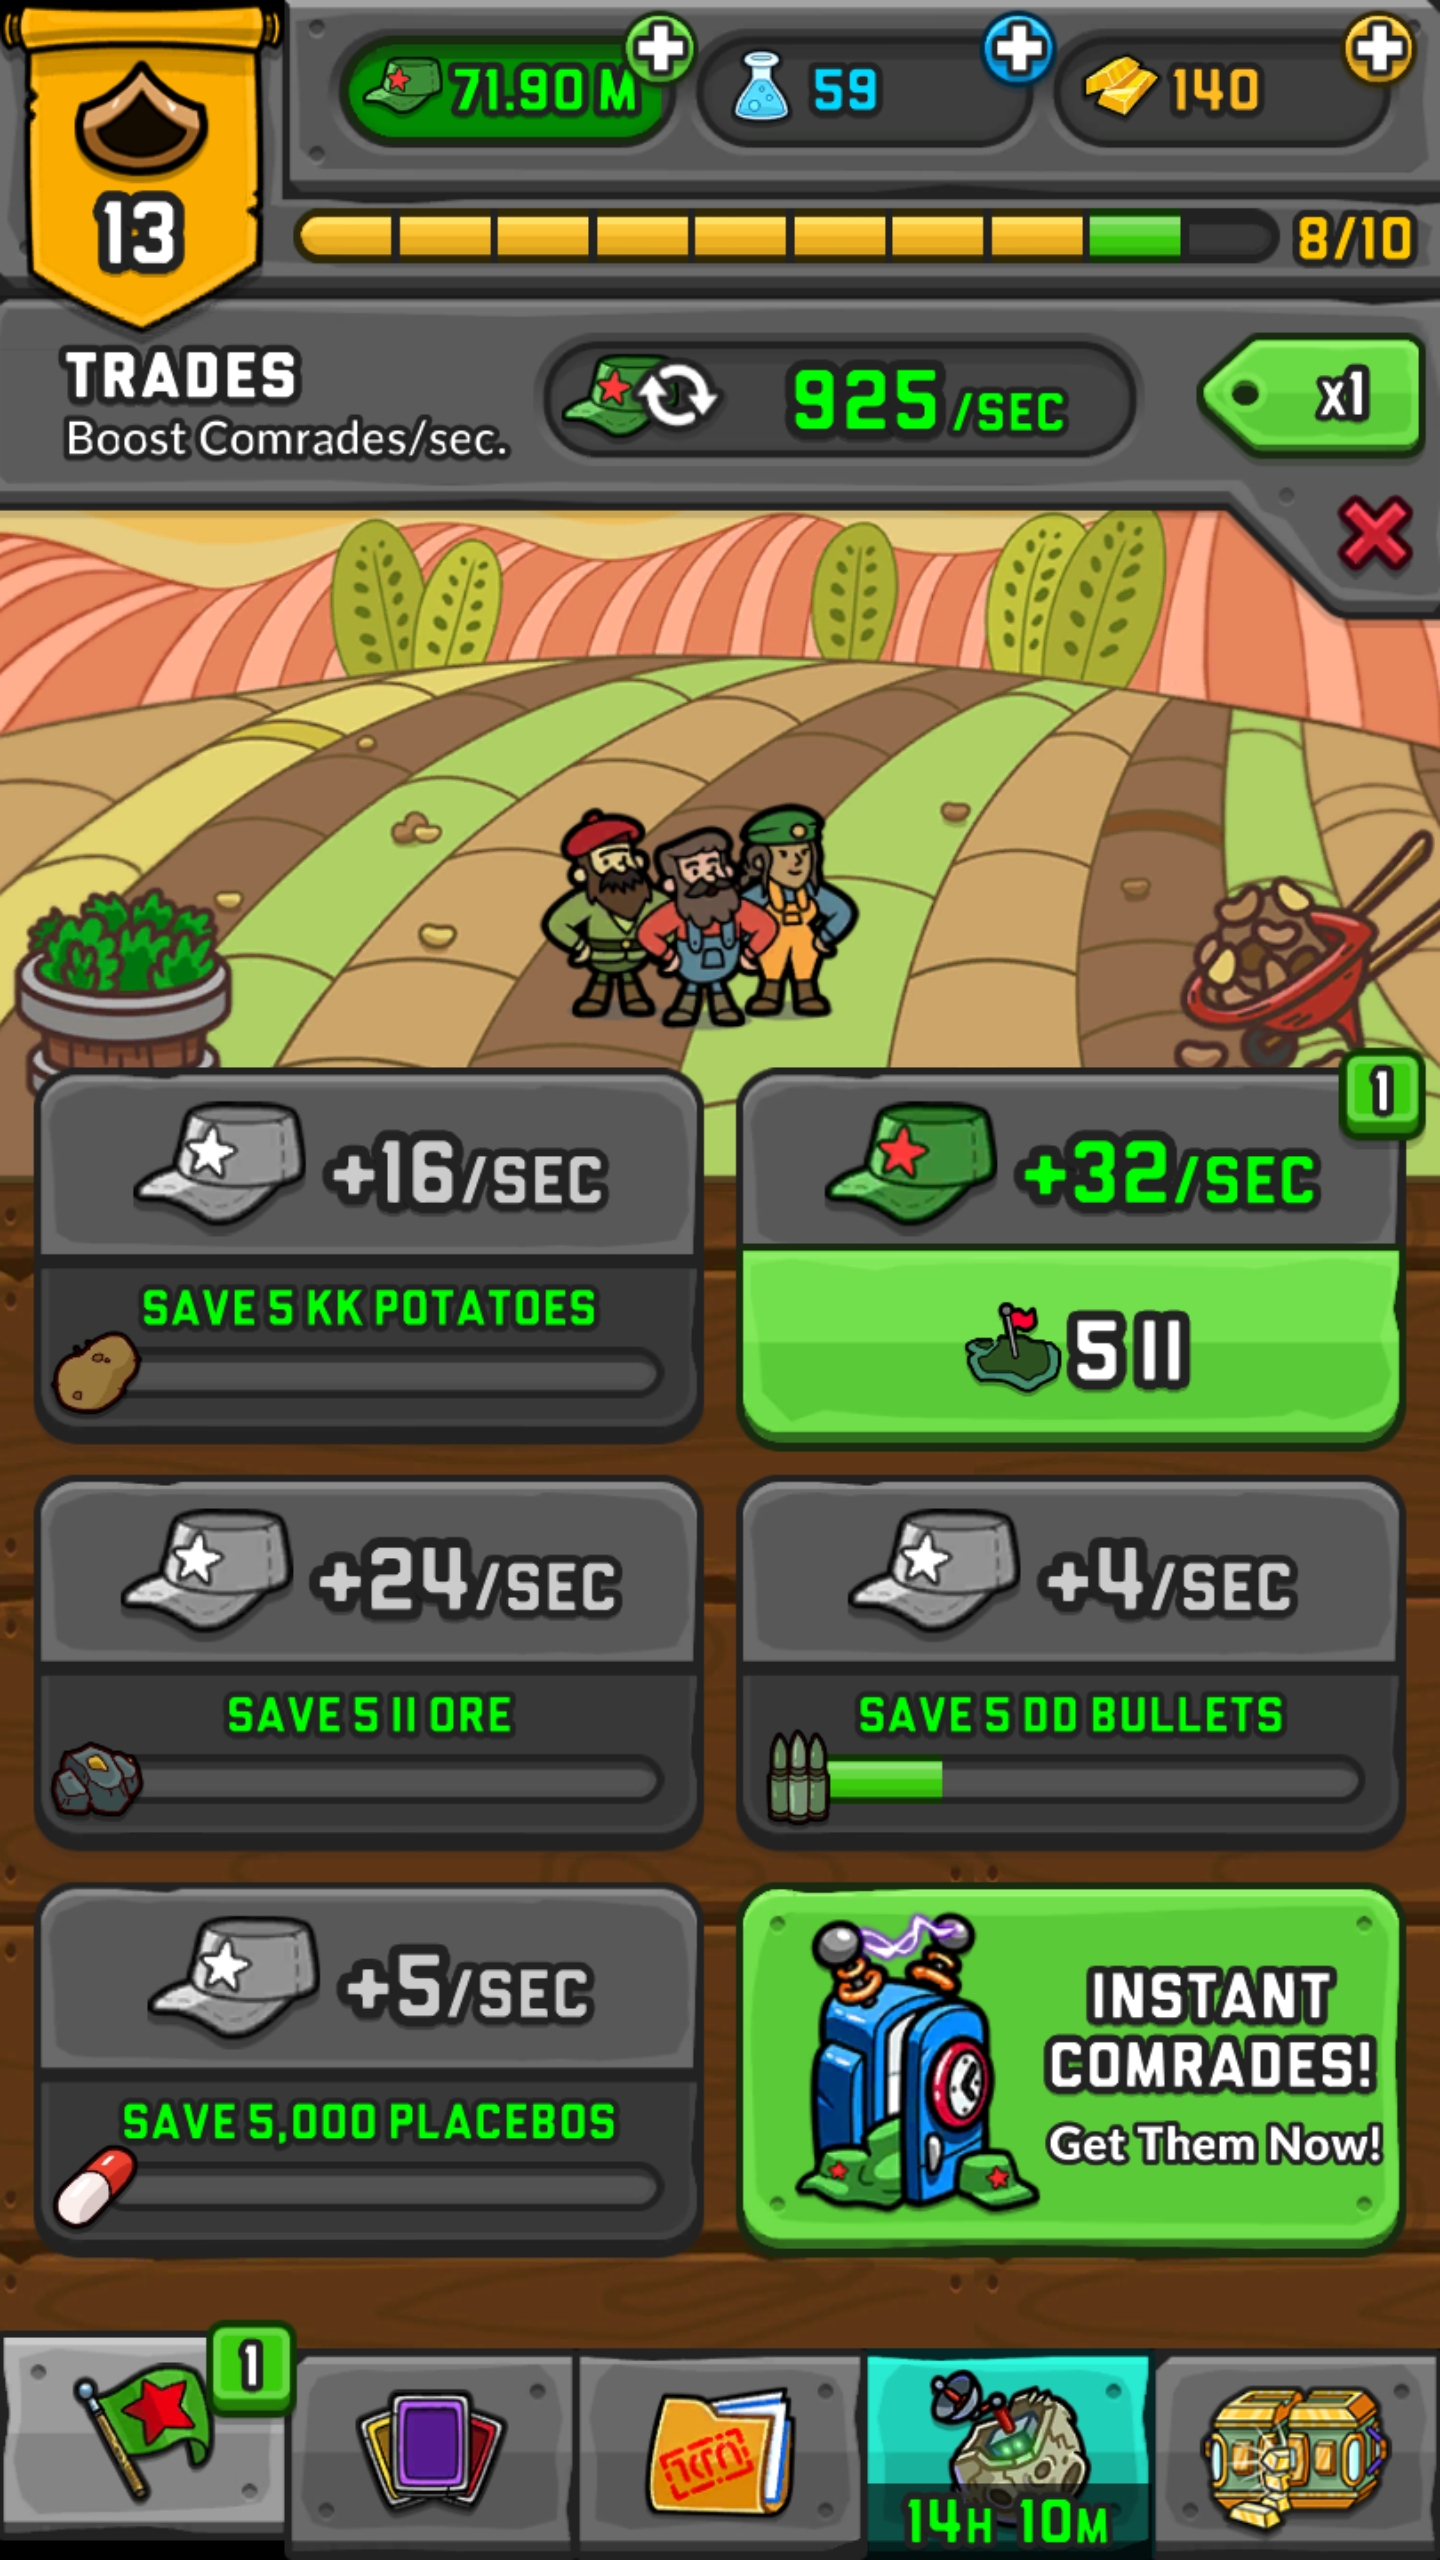 71.90 M
59
140
13
8/10
TRADES
Boost Comrades/sec.
925 /SEC
x1
+16/SEC
SAVE 5 KK POTATOES
1
+32/SEC
5 II
+24/SEC
SAVE 5 II ORE
+4/SEC
SAVE 5 DD BULLETS
+5/SEC
SAVE 5,000 PLACEBOS
INSTANT
COMRADES!
Get Them Now!
1
14H 10M